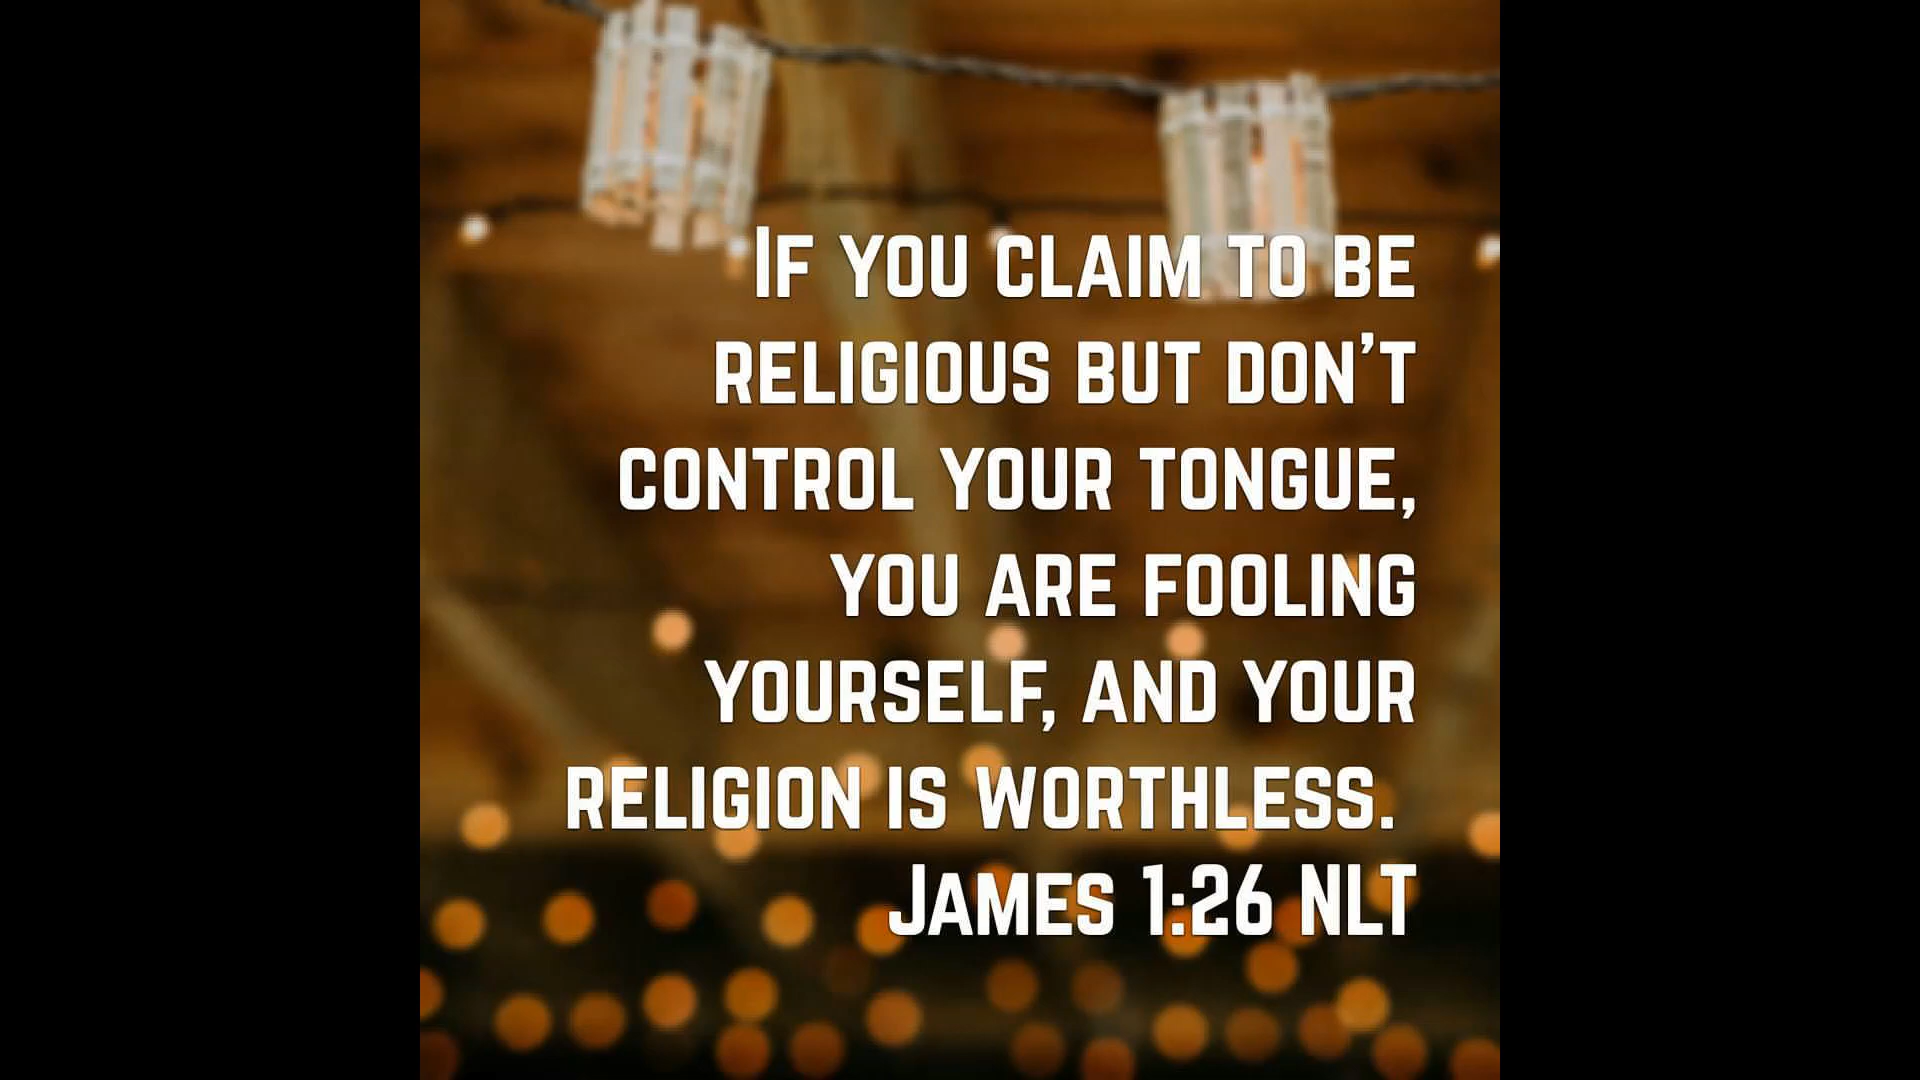 If you claim to be
religious but don't
control your tongue,
you are fooling
yourself, and your
religion is worthless.
James 1:26 NLT